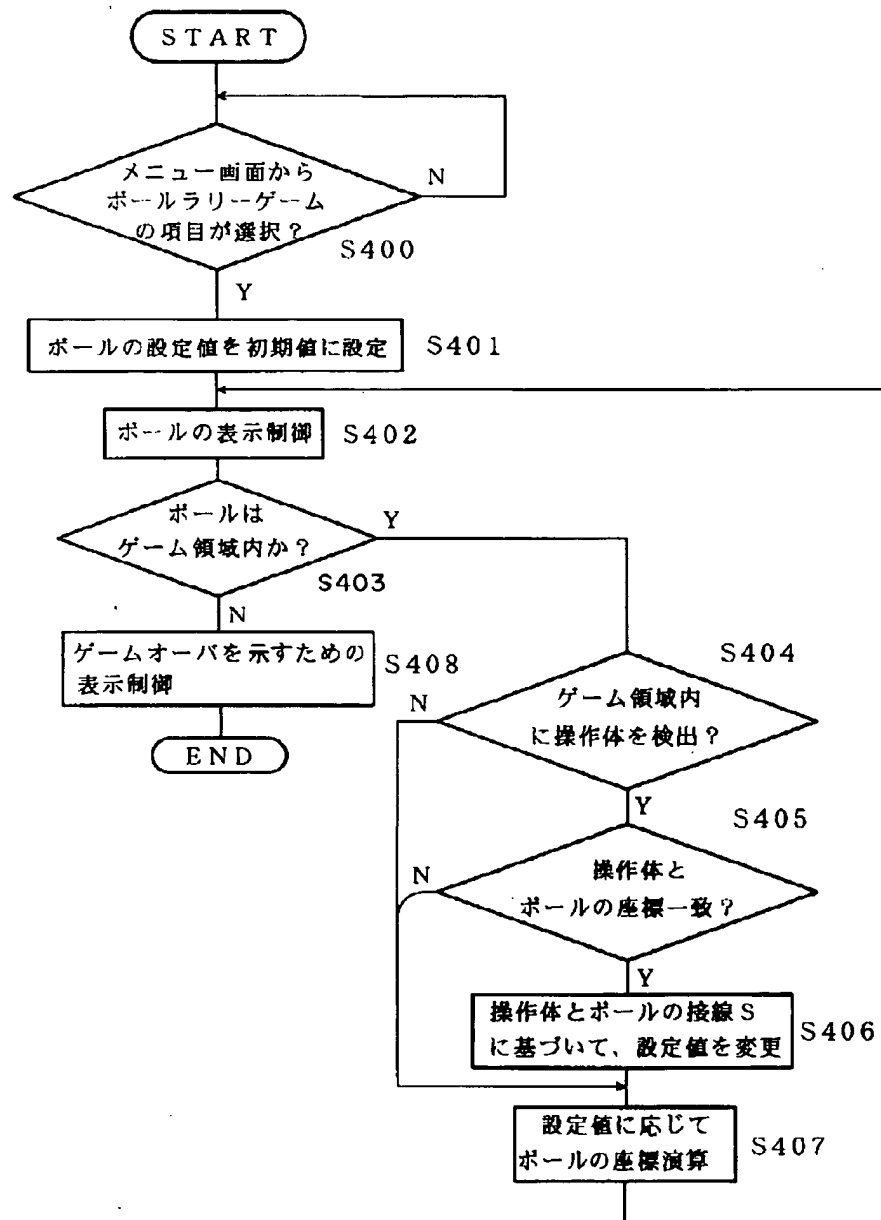 START
メニュー画面から
ボールラリーゲーム
の項目が選択?
N
S400
Y
ボールの設定値を初期値に設定
S401
ボールの表示制御
S402
ボールは
ゲーム領域内か?
Y
S403
N
ゲームオーバを示すための
表示制御
S408
END
S404
ゲーム領域内
に操作体を検出?
N
Y
S405
操作体と
ボールの座標一致?
N
Y
操作体とボールの接線S
に基づいて、設定値を変更
S406
設定値に応じて
ボールの座標演算
S407